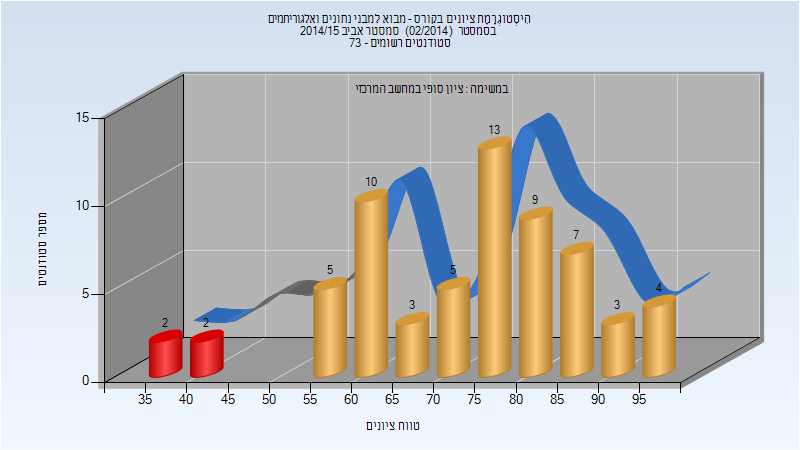 היסטוגרמת ציונים בקורס - מבוא למבני נתונים ואלגוריתמים
בסמסטר (02/2014) סמסטר אביב 2014/15
סטודנטים רשומים - 73
במשימה : ציון סופי במחשב המרכזי
15
10
5
0
מספר סטודנטים
2
2
5
10
3
5
13
9
7
3
4
35 40 45 50 55 60 65 70 75 80 85 90 95
טווח ציונים